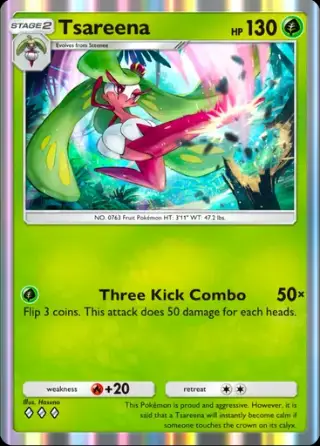 STAGE 2 Tsareena HP 130
Evolves from Steenee
NO. 0763 Fruit Pokémon HT: 3'11" WT: 47.2 lbs.
Three Kick Combo 50×
Flip 3 coins. This attack does 50 damage for each heads.
weakness +20 retreat
Illus. Hasuno
This Pokémon is proud and aggressive. However, it is
said that a Tsareena will instantly become calm if
someone touches the crown on its calyx.